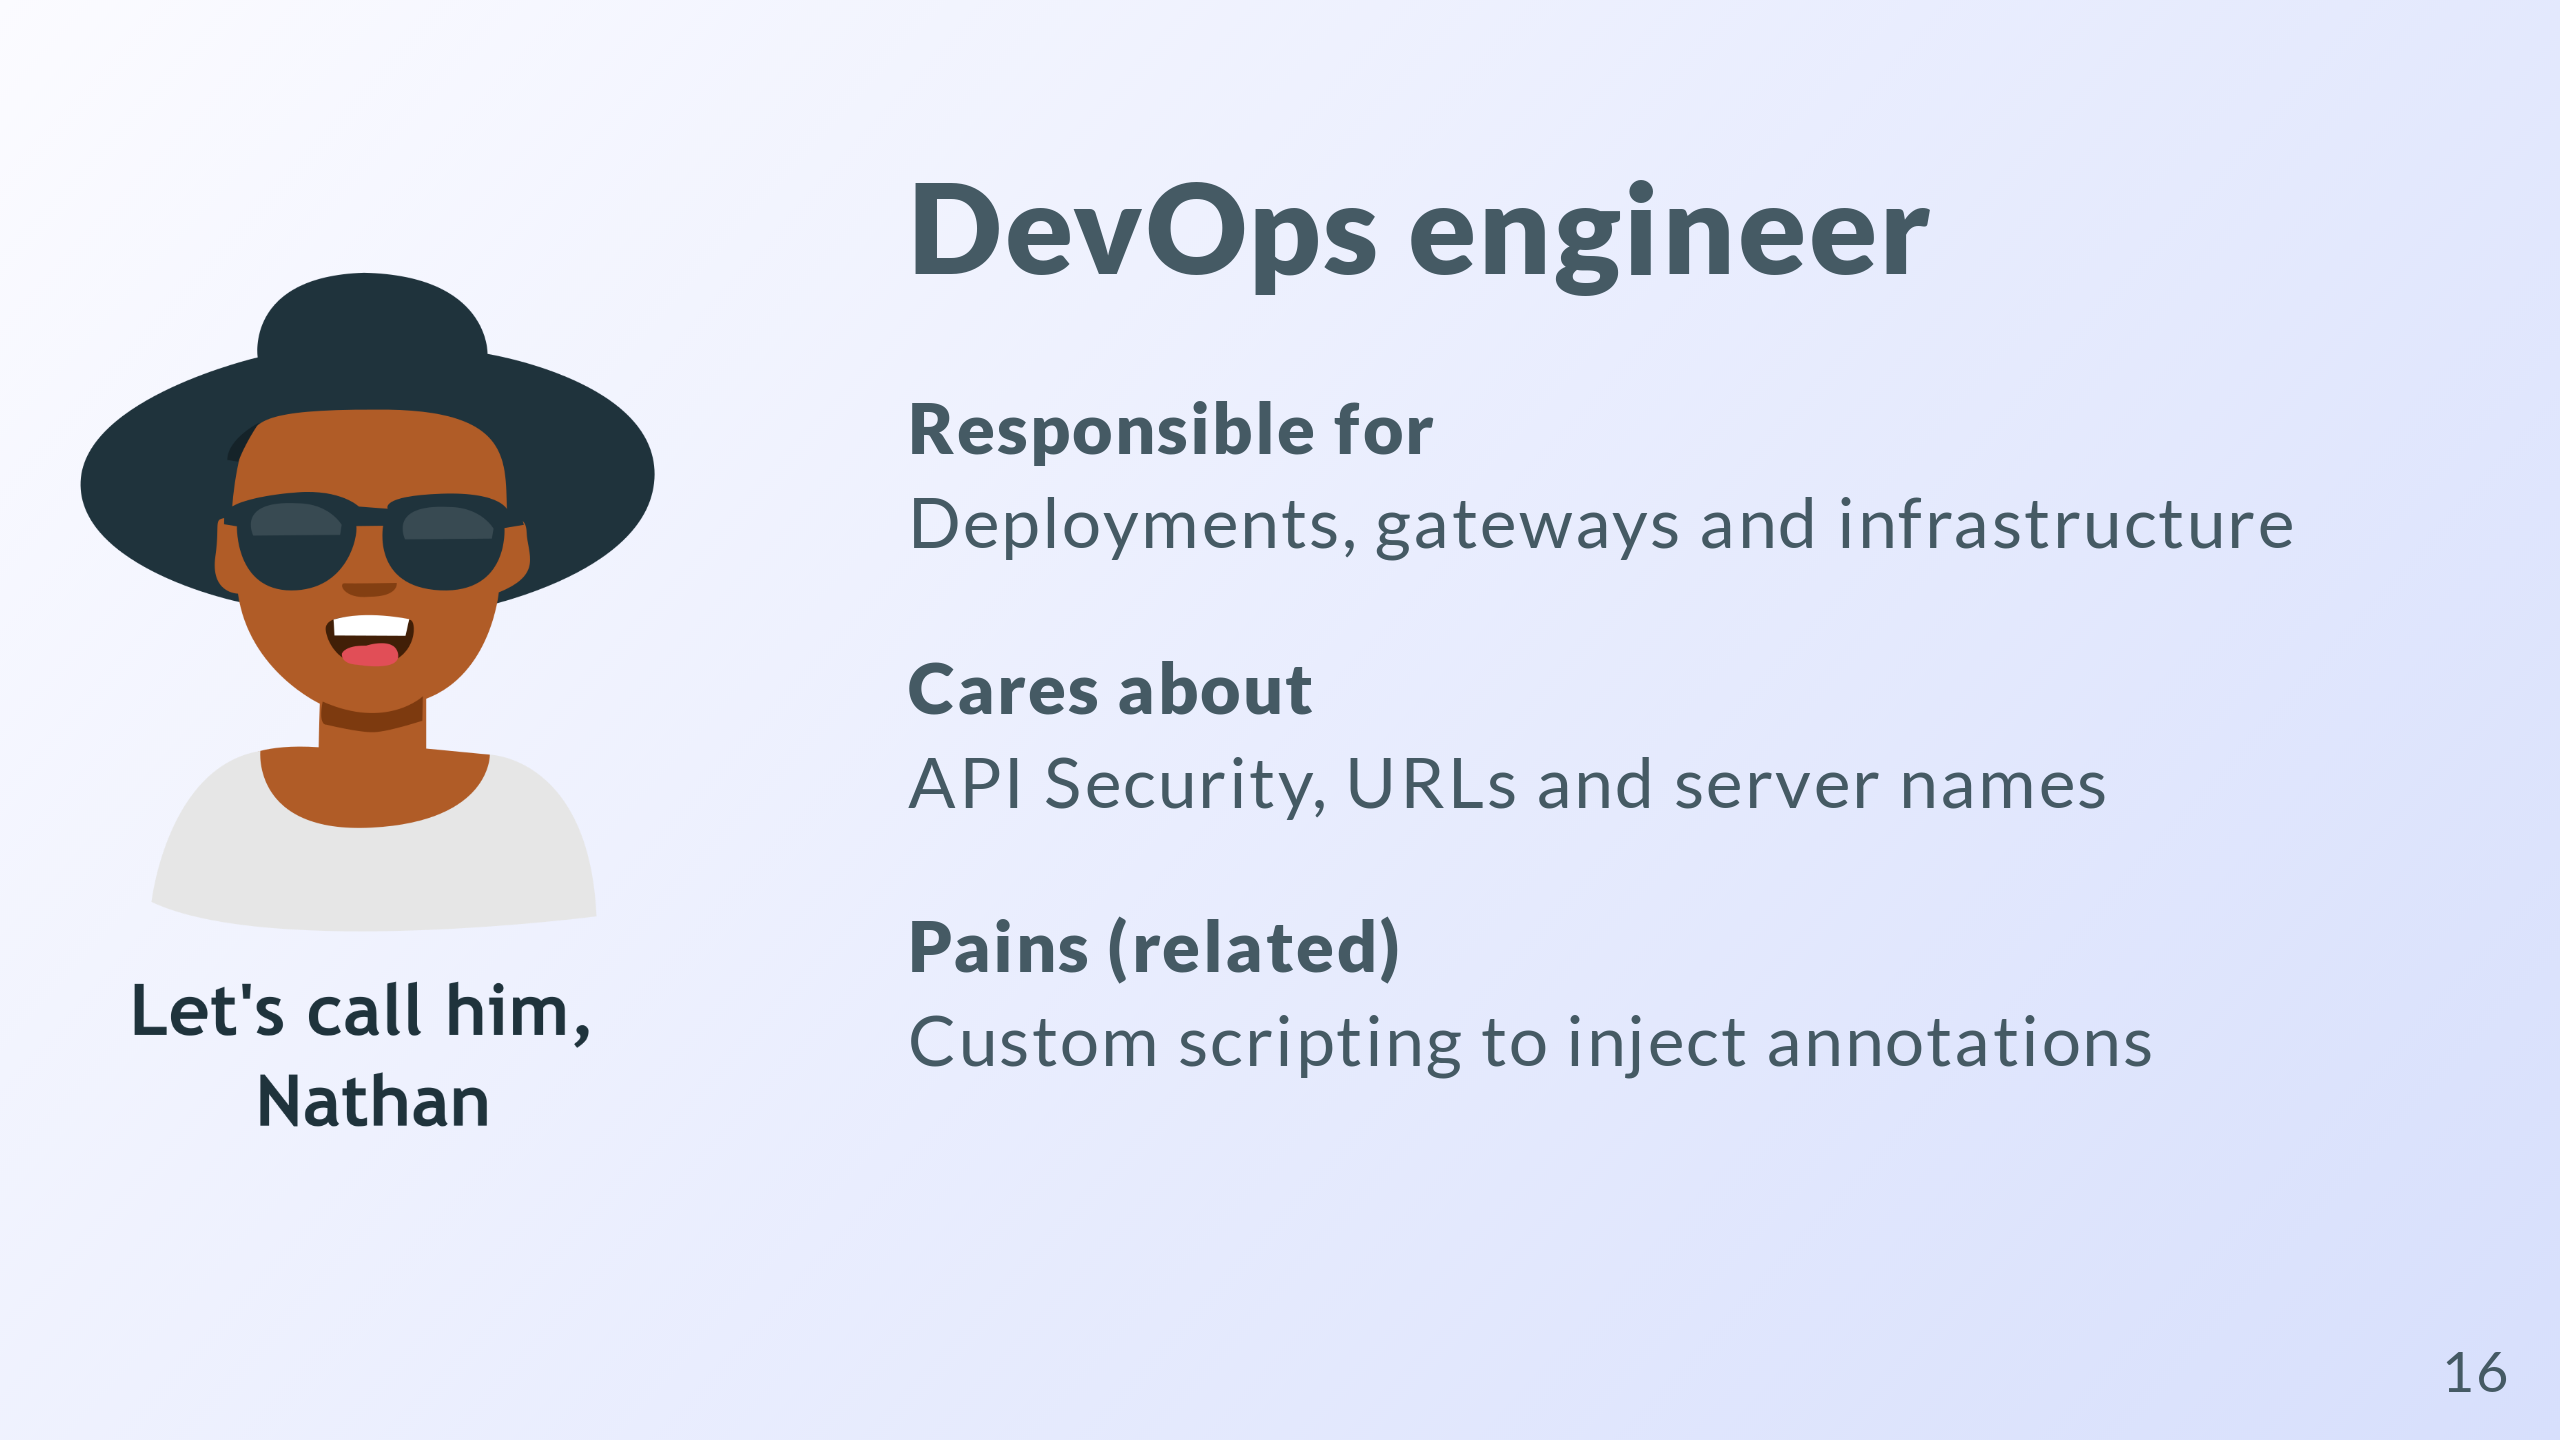 DevOps engineer
Responsible for
Deployments, gateways and infrastructure
Cares about
API Security, URLs and server names
Pains (related)
Custom scripting to inject annotations
Let's call him,
Nathan
16